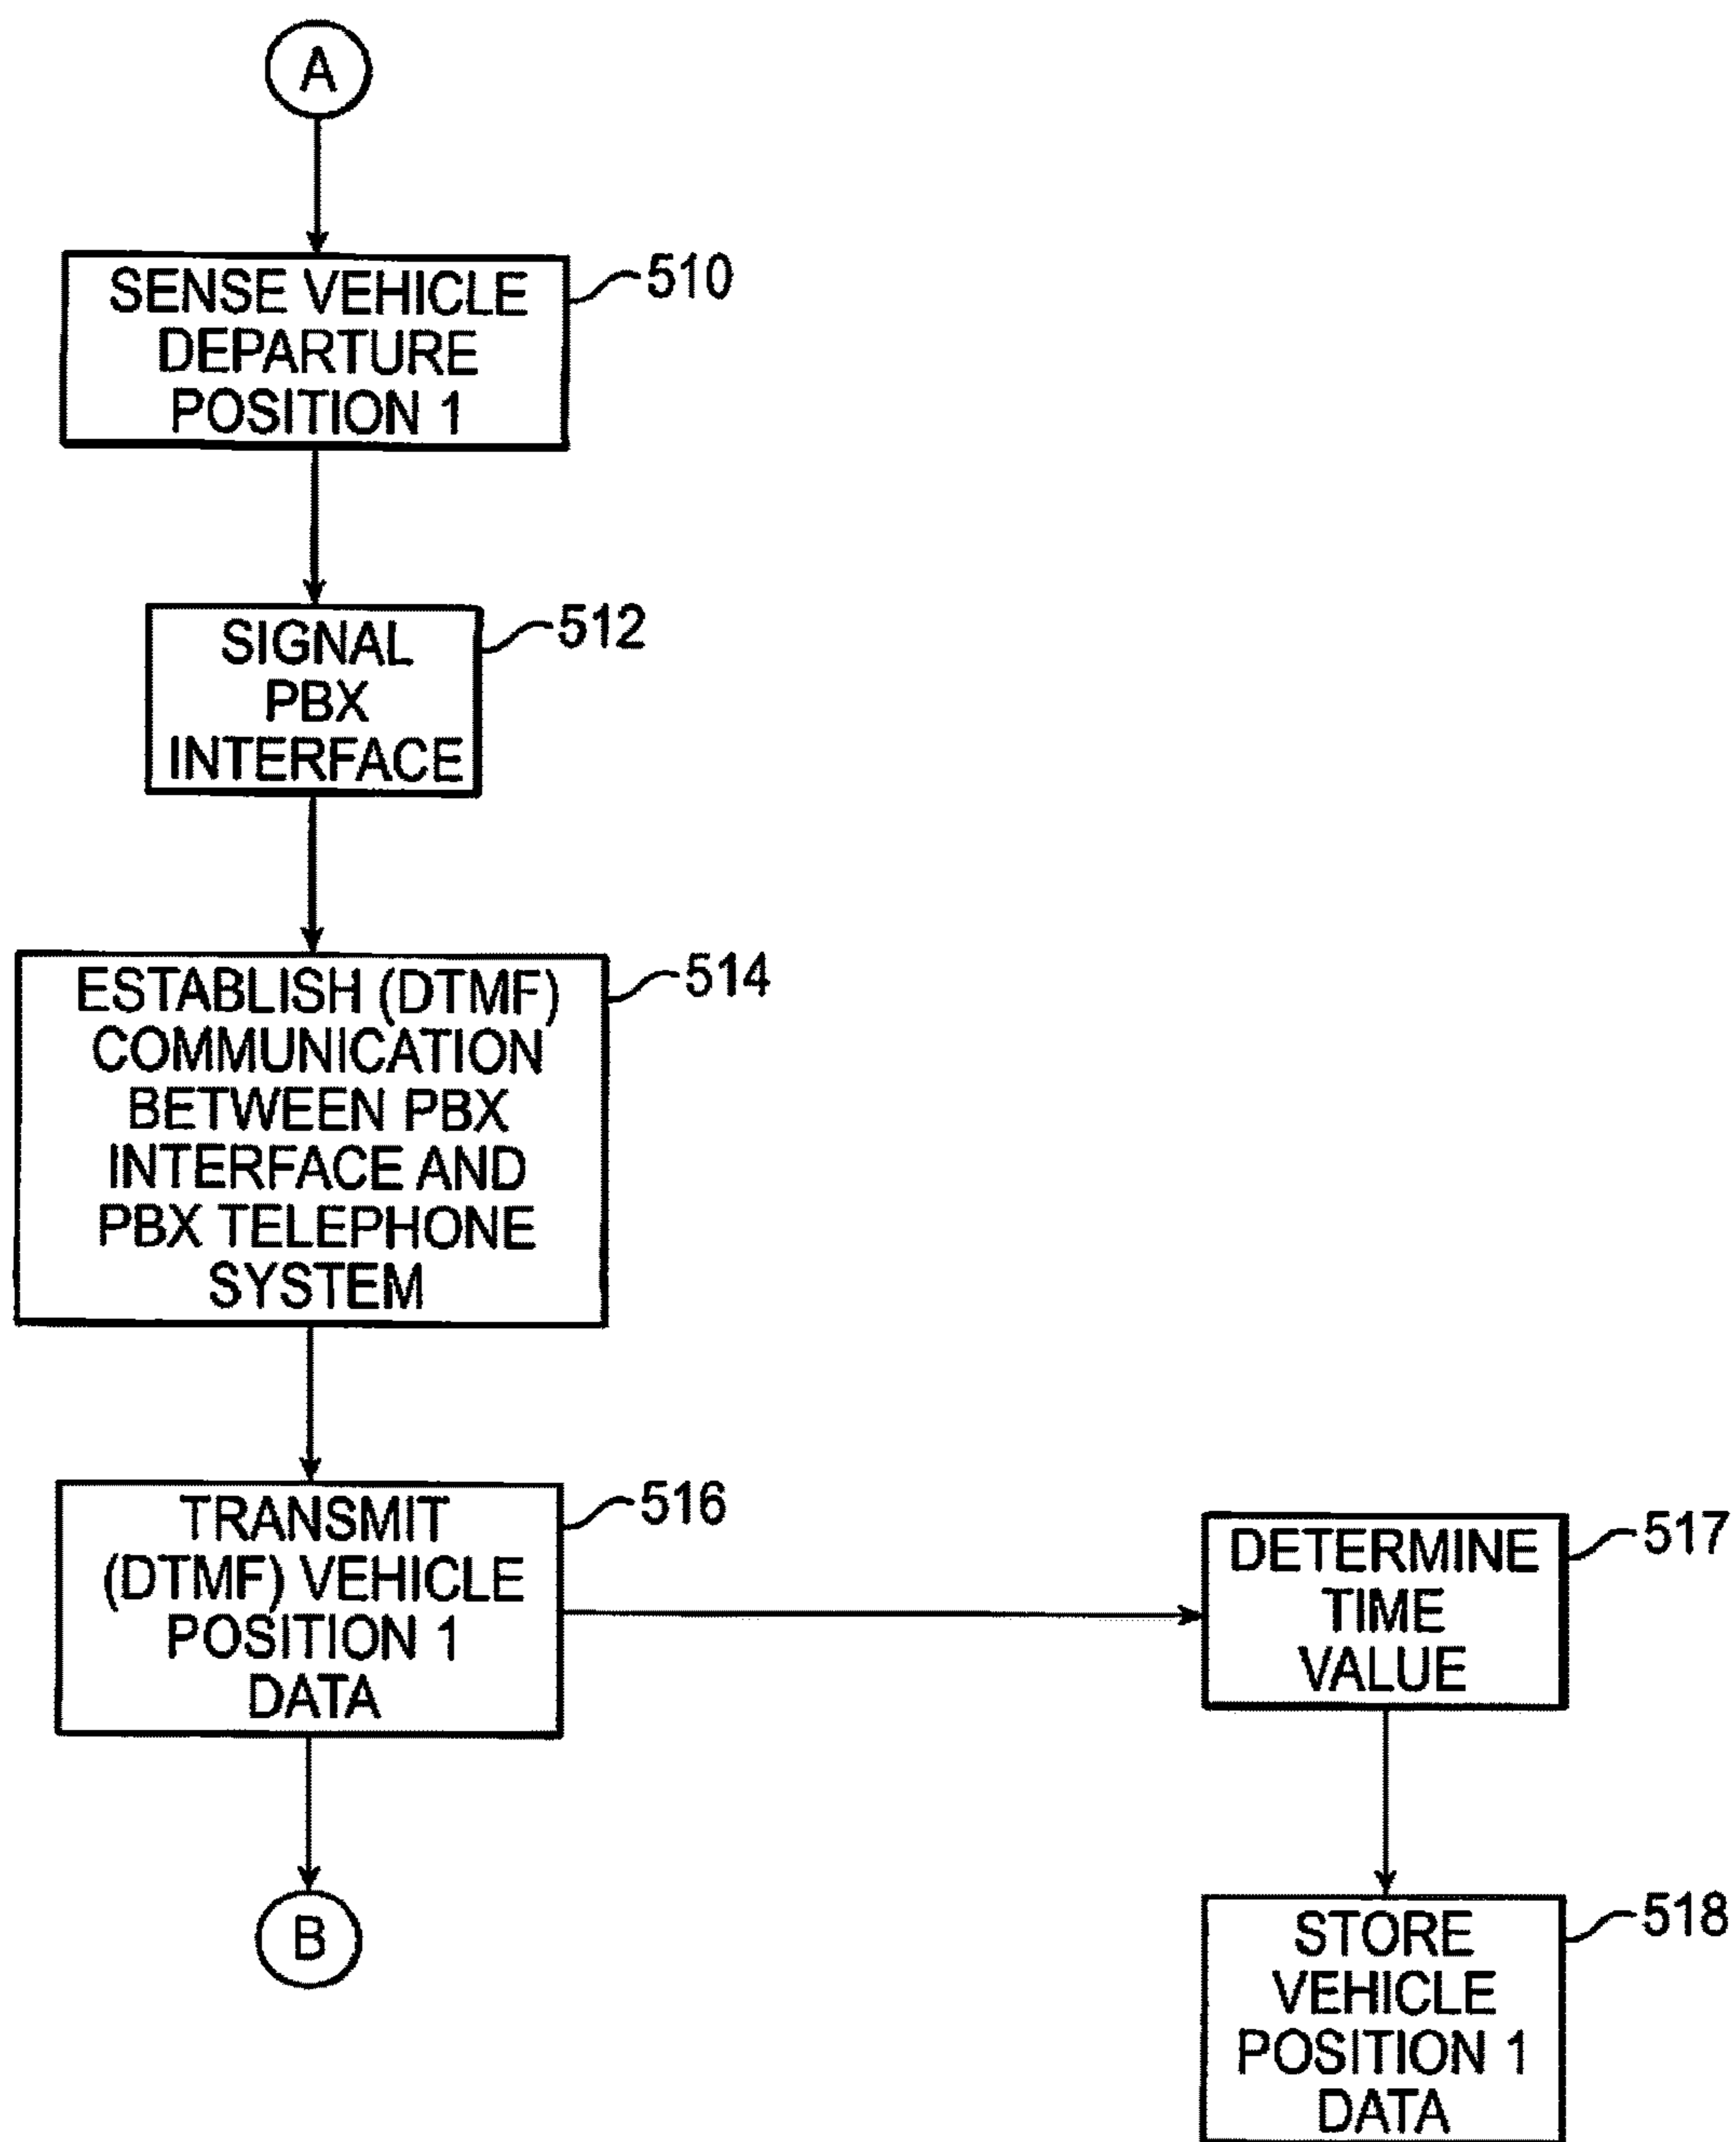 A
SENSE VEHICLE
DEPARTURE
POSITION 1
510
SIGNAL
PBX
INTERFACE
512
ESTABLISH (DTMF)
COMMUNICATION
BETWEEN PBX
INTERFACE AND
PBX TELEPHONE
SYSTEM
514
TRANSMIT
(DTMF) VEHICLE
POSITION 1
DATA
516
DETERMINE
TIME
VALUE
517
B
STORE
VEHICLE
POSITION 1
DATA
518